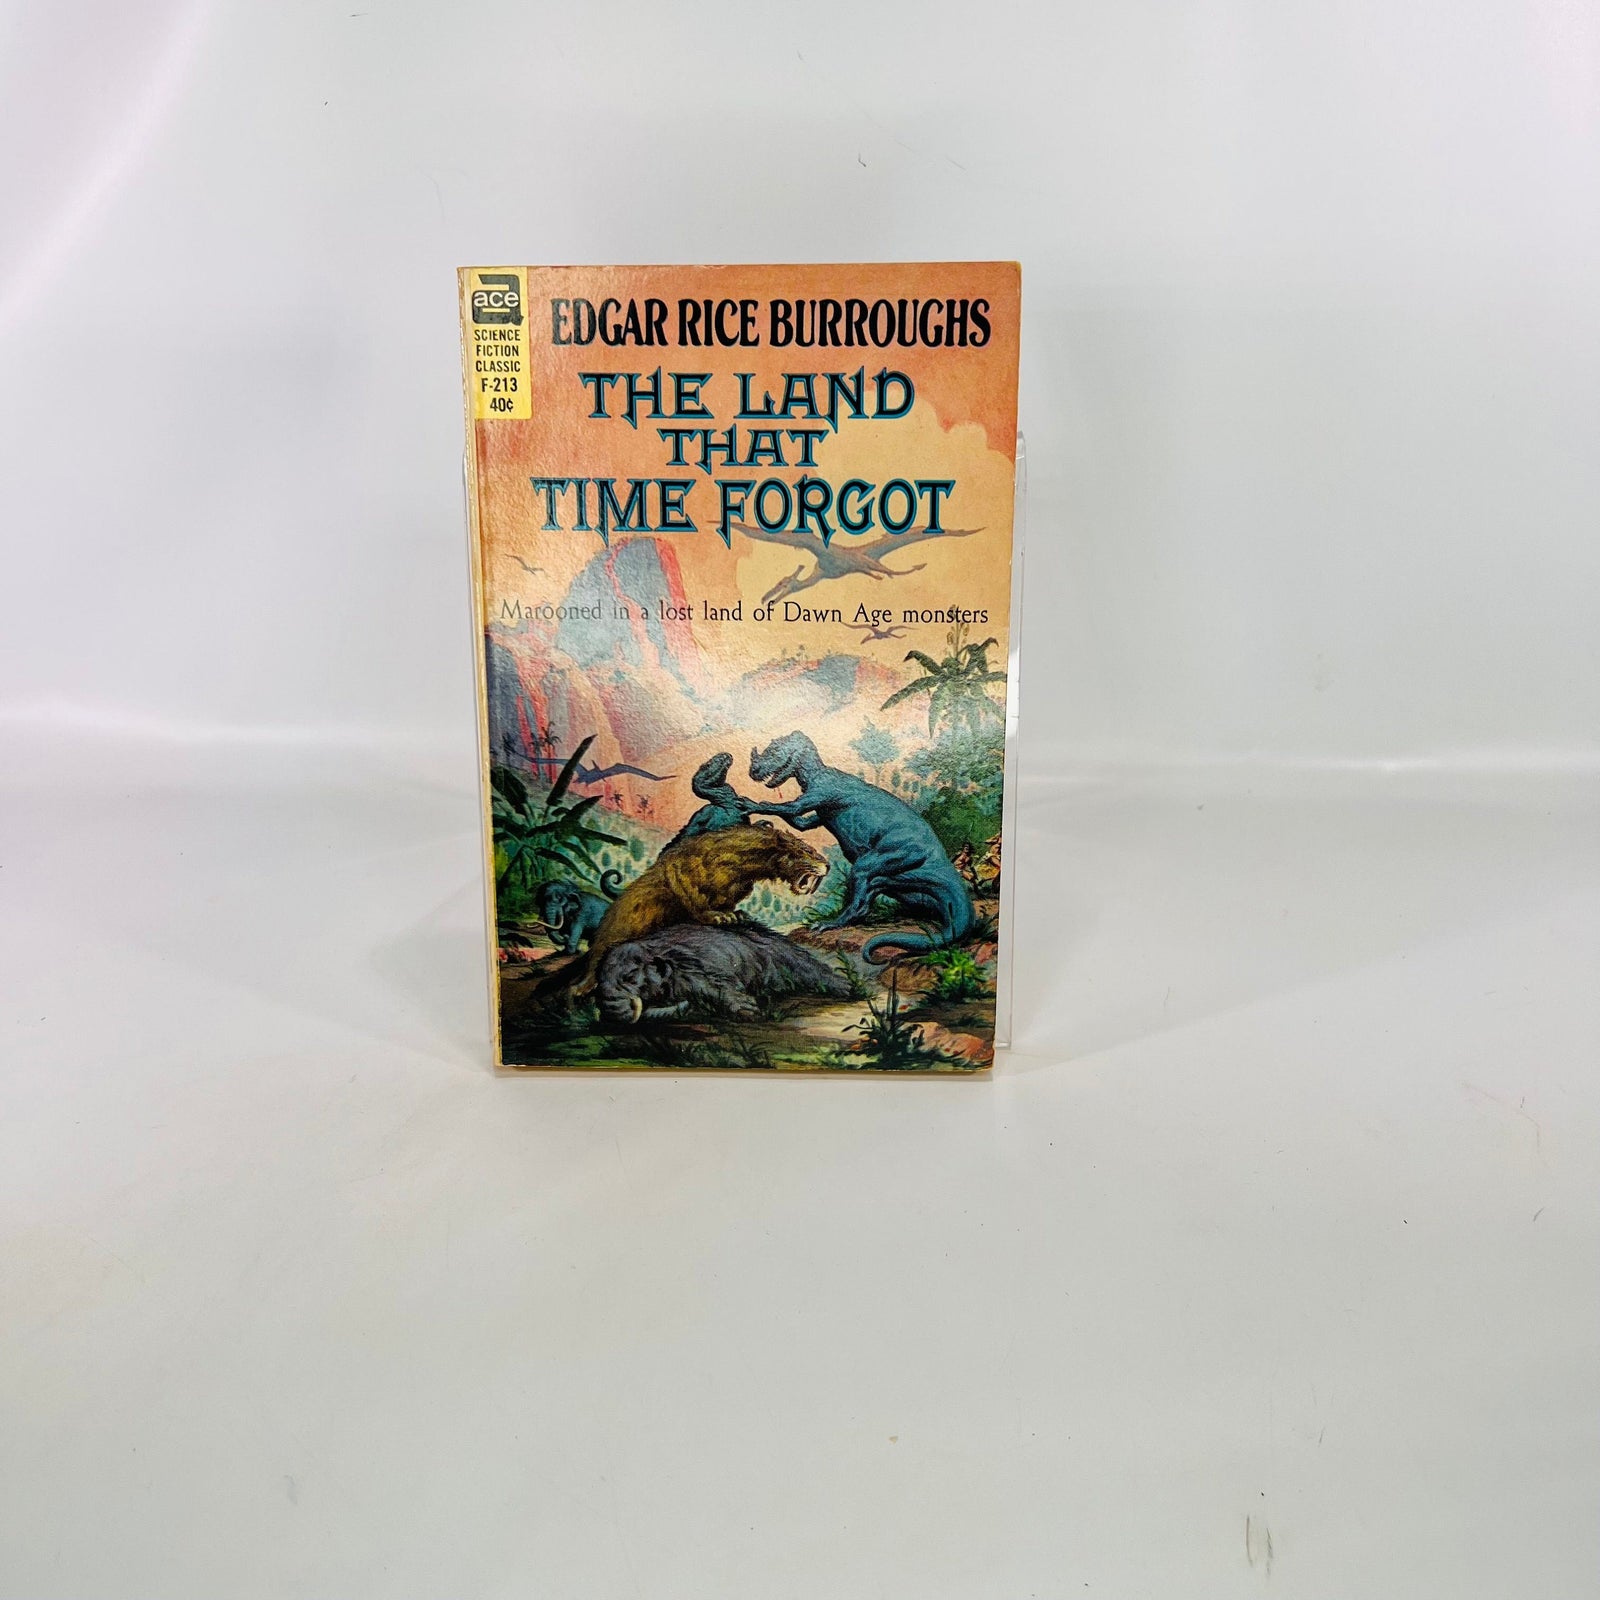 ace
SCIENCE
FICTION
CLASSIC
F-213
40¢
EDGAR RICE BURROUGHS
THE LAND
THAT
TIME FORGOT
Marooned in a lost land of Dawn Age monsters